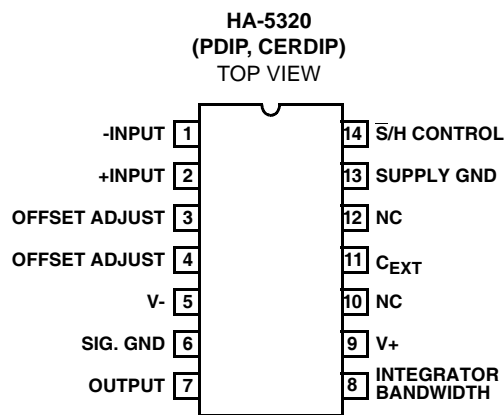 HA-5320
(PDIP, CERDIP)
TOP VIEW
-INPUT 1
+INPUT 2
OFFSET ADJUST 3
OFFSET ADJUST 4
V- 5
SIG. GND 6
OUTPUT 7
14 S̅/H CONTROL
13 SUPPLY GND
12 NC
11 CEXT
10 NC
9 V+
8 INTEGRATOR
BANDWIDTH